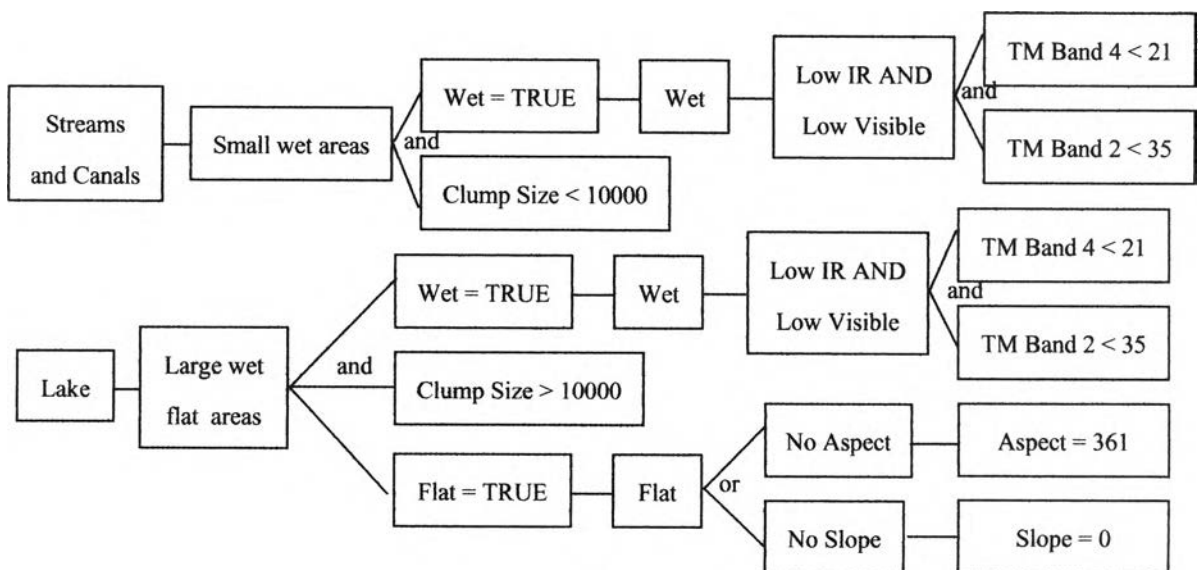 Streams
and Canals
Small wet areas
and
Wet = TRUE
Clump Size < 10000
Wet
Low IR AND
Low Visible
and
TM Band 4 < 21
TM Band 2 < 35
Lake
Large wet
flat areas
and
Wet = TRUE
Clump Size > 10000
Flat = TRUE
Wet
Low IR AND
Low Visible
and
TM Band 4 < 21
TM Band 2 < 35
Flat
or
No Aspect
Aspect = 361
No Slope
Slope = 0